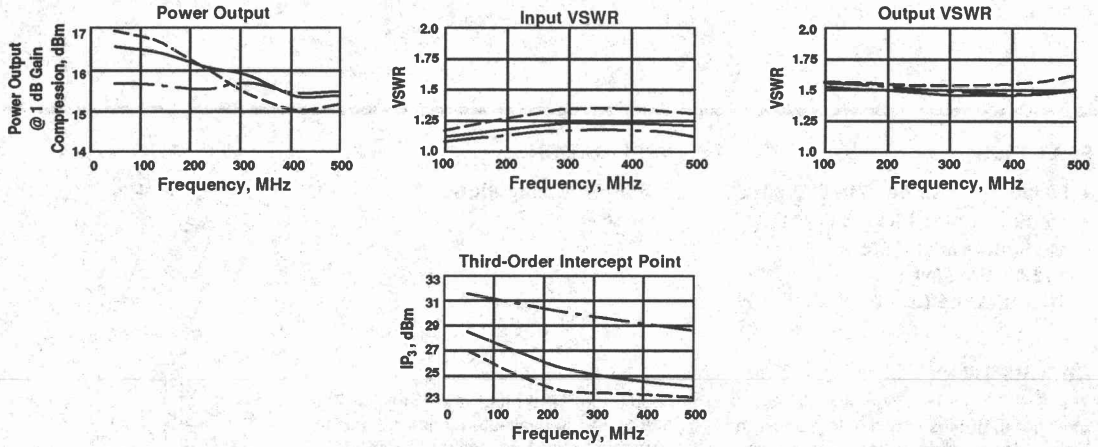 Power Output
Power Output
@ 1 dB Gain
Compression, dBm
17
16
15
14
0 100 200 300 400 500
Frequency, MHz
Input VSWR
VSWR
2.0
1.75
1.5
1.25
1.0
100 200 300 400 500
Frequency, MHz
Output VSWR
VSWR
2.0
1.75
1.5
1.25
1.0
100 200 300 400 500
Frequency, MHz
Third-Order Intercept Point
IP3, dBm
33
31
29
27
25
23
0 100 200 300 400 500
Frequency, MHz